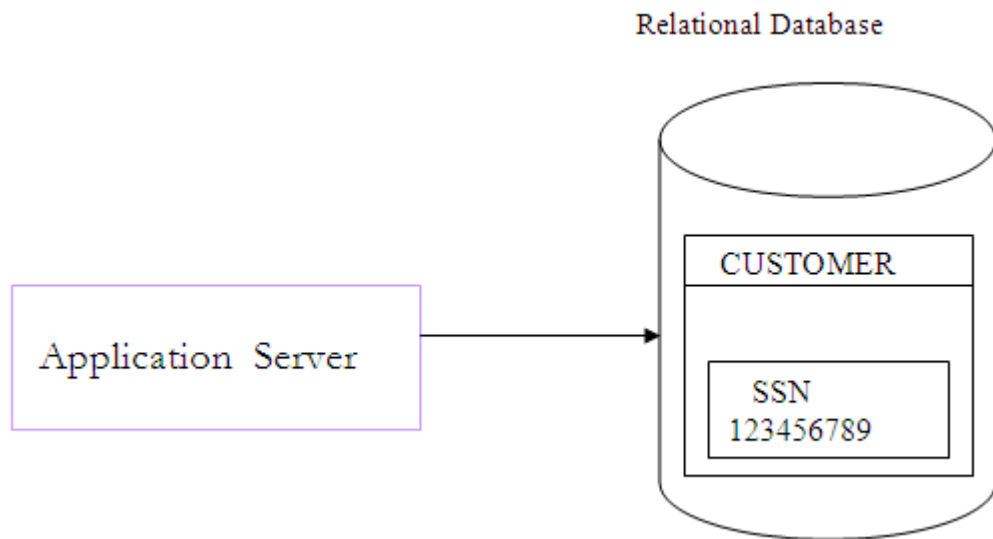 Relational Database
CUSTOMER
Application Server
SSN
123456789